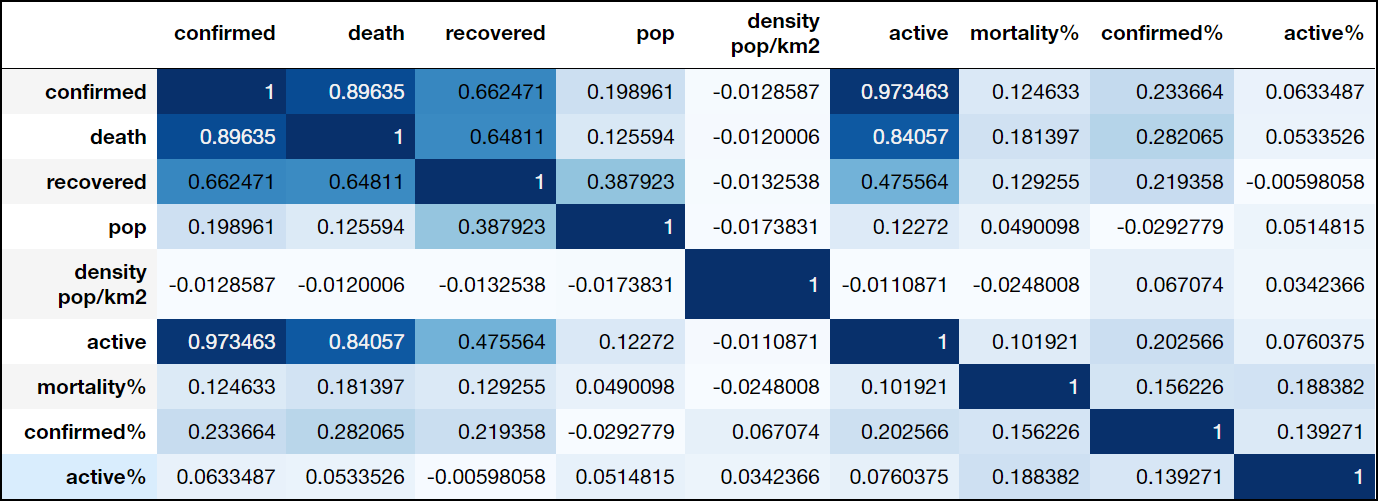 confirmed death recovered pop density pop/km2 active mortality% confirmed% active%
confirmed 1 0.89635 0.662471 0.198961 -0.0128587 0.973463 0.124633 0.233664 0.0633487
death 0.89635 1 0.64811 0.125594 -0.0120006 0.84057 0.181397 0.282065 0.0533526
recovered 0.662471 0.64811 1 0.387923 -0.0132538 0.475564 0.129255 0.219358 -0.00598058
pop 0.198961 0.125594 0.387923 1 -0.0173831 0.12272 0.0490098 -0.0292779 0.0514815
density pop/km2 -0.0128587 -0.0120006 -0.0132538 -0.0173831 1 -0.0110871 -0.0248008 0.067074 0.0342366
active 0.973463 0.84057 0.475564 0.12272 -0.0110871 1 0.101921 0.202566 0.0760375
mortality% 0.124633 0.181397 0.129255 0.0490098 -0.0248008 0.101921 1 0.156226 0.188382
confirmed% 0.233664 0.282065 0.219358 -0.0292779 0.067074 0.202566 0.156226 1 0.139271
active% 0.0633487 0.0533526 -0.00598058 0.0514815 0.0342366 0.0760375 0.188382 0.139271 1